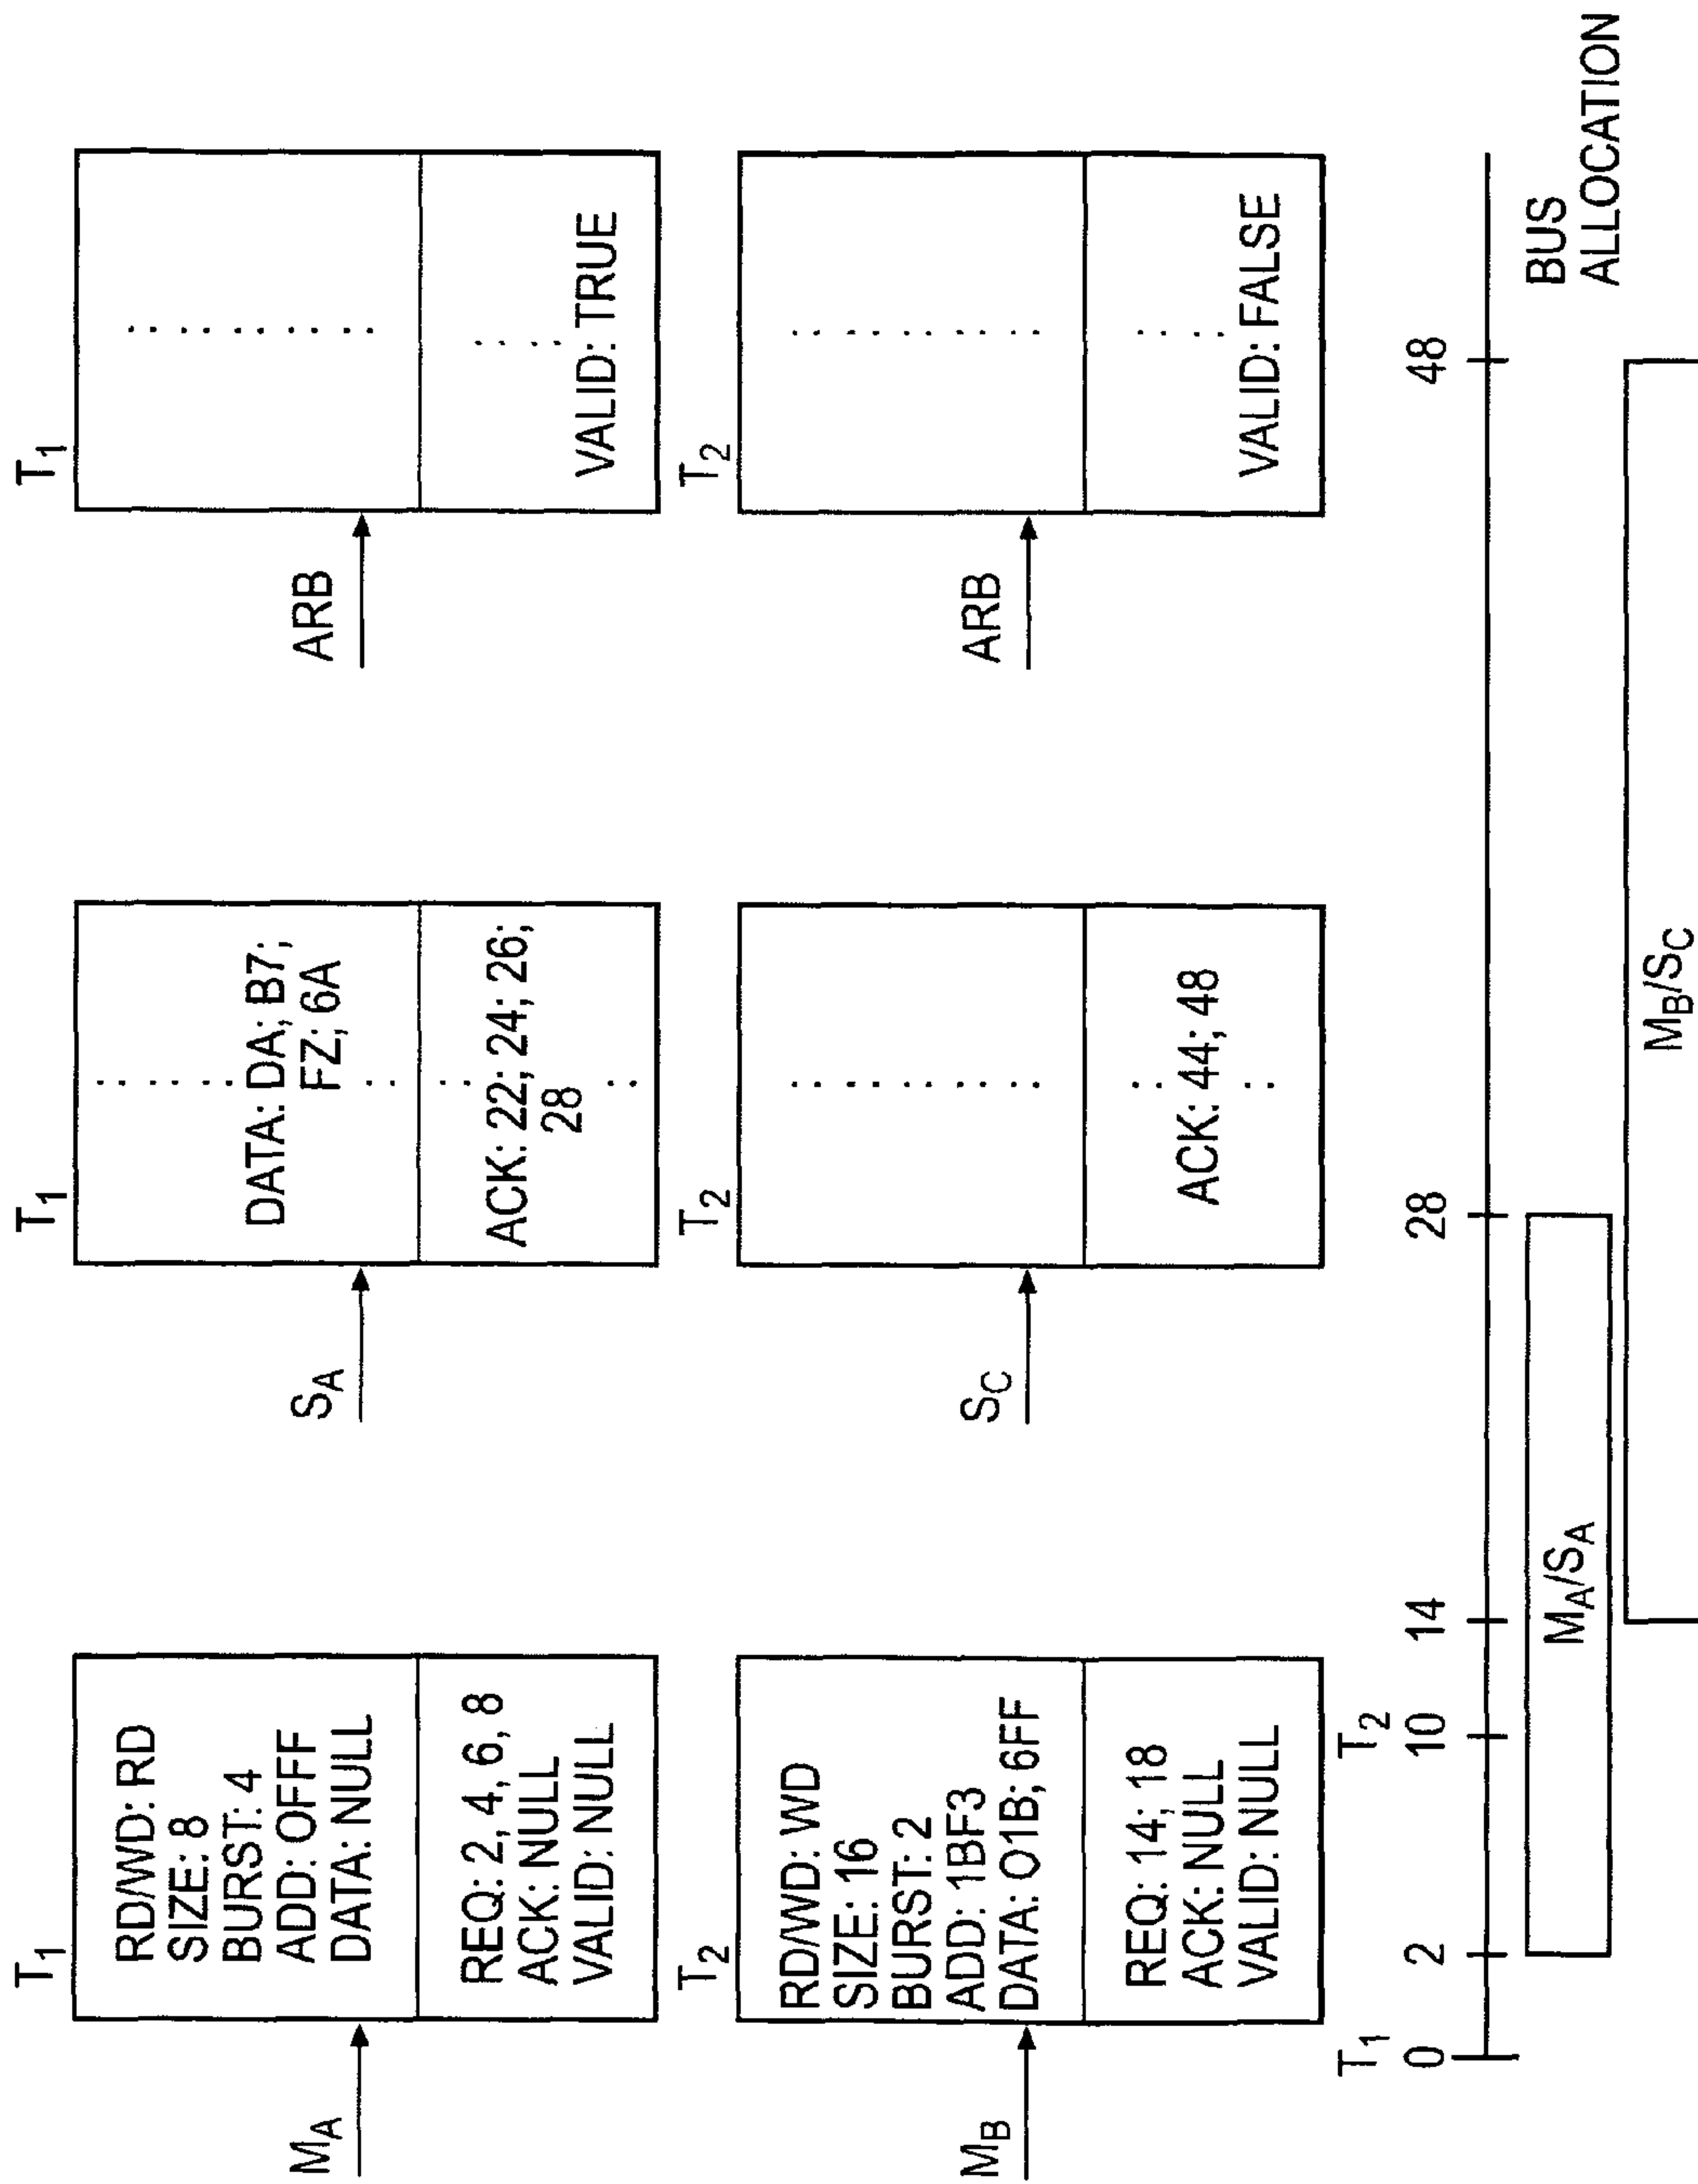 T1
T1
T1
MA
RD/WD: RD
SIZE: 8
BURST: 4
ADD: OFFF
DATA: NULL
REQ: 2, 4, 6, 8
ACK: NULL
VALID: NULL
SA
DATA: DA; B7;
FZ; 6A
ACK: 22; 24; 26;
28
ARB
VALID: TRUE
T2
T2
T2
MB
RD/WD: WD
SIZE: 16
BURST: 2
ADD: 1BF3
DATA: O1B; 6FF
REQ: 14; 18
ACK: NULL
VALID: NULL
SC
ACK: 44; 48
ARB
VALID: FALSE
T1
T2
0
2
10
14
28
48
BUS
ALLOCATION
MA/SA
MB/SC